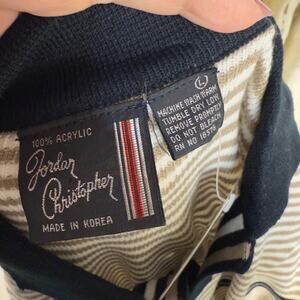 100% ACRYLIC
Jordan
Christopher
MADE IN KOREA
L
MACHINE WASH WARM
TUMBLE DRY LOW
REMOVE PROMPTLY
DO NOT BLEACH
RN NO 16578